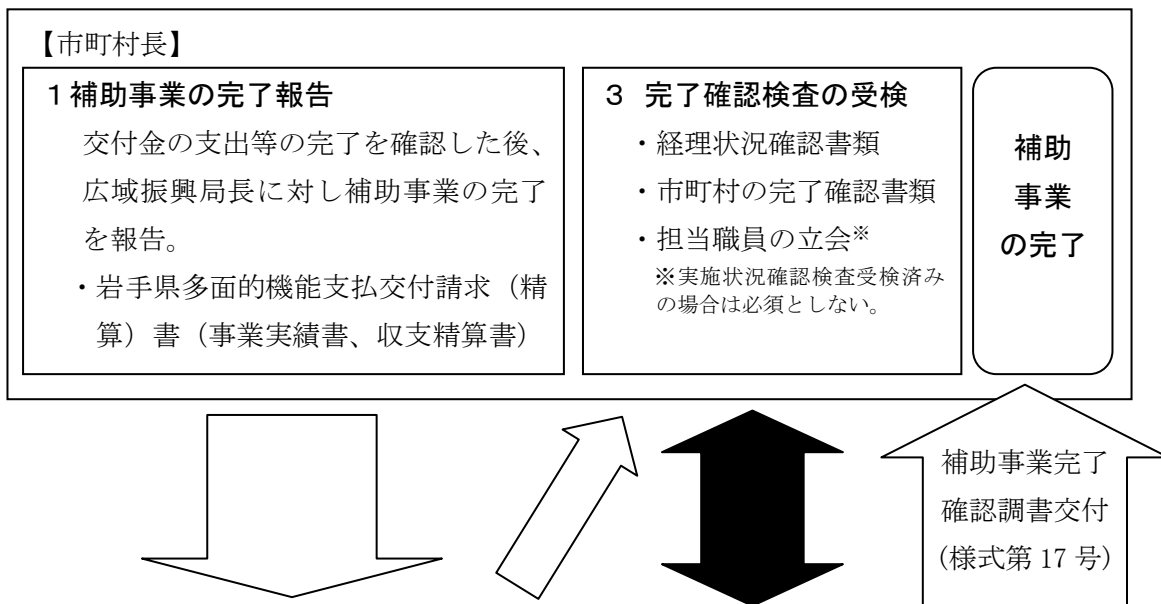 【市町村長】
1補助事業の完了報告
交付金の支出等の完了を確認した後、
広域振興局長に対し補助事業の完了
を報告。
・岩手県多面的機能支払交付請求（精
算）書（事業実績書、収支精算書）
3 完了確認検査の受検
・経理状況確認書類
・市町村の完了確認書類
・担当職員の立会※
※実施状況確認検査受検済み
の場合は必須としない。
補助
事業
の完了
補助事業完了
確認調書交付
(様式第 17 号)